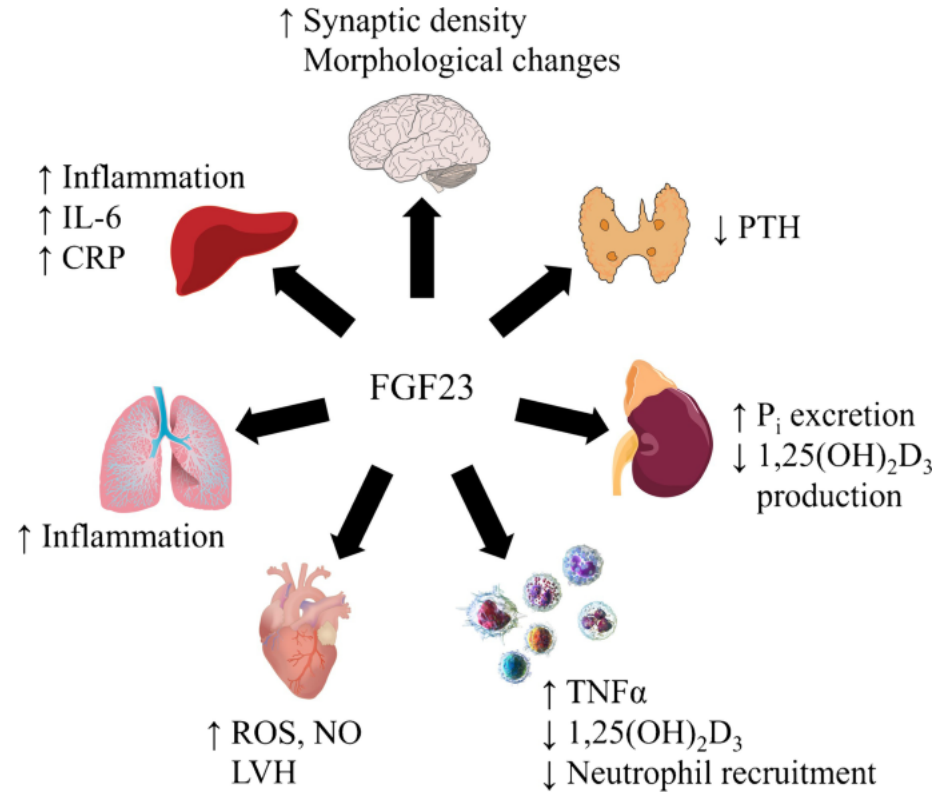 ↑ Synaptic density
Morphological changes
↑ Inflammation
↑ IL-6
↑ CRP
↓ PTH
FGF23
↑ Pᵢ excretion
↓ 1,25(OH)₂D₃
production
↑ Inflammation
↑ ROS, NO
LVH
↑ TNFα
↓ 1,25(OH)₂D₃
↓ Neutrophil recruitment